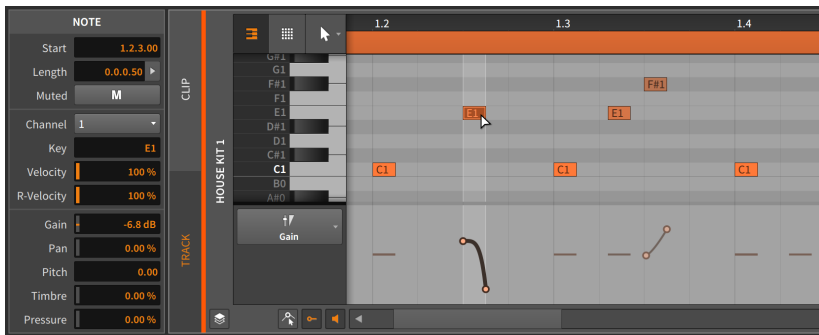 NOTE
Start 1.2.3.00
Length 0.0.0.50
Muted M
Channel 1
Key E1
Velocity 100 %
R-Velocity 100 %
Gain -6.8 dB
Pan 0.00 %
Pitch 0.00
Timbre 0.00 %
Pressure 0.00 %
CLIP
TRACK
HOUSE KIT 1
1.2 1.3 1.4
G#1
G1
F#1 F#1
F1
E1 E1 E1
D#1
D1
C#1
C1 C1 C1 C1
B0
A#0
Gain